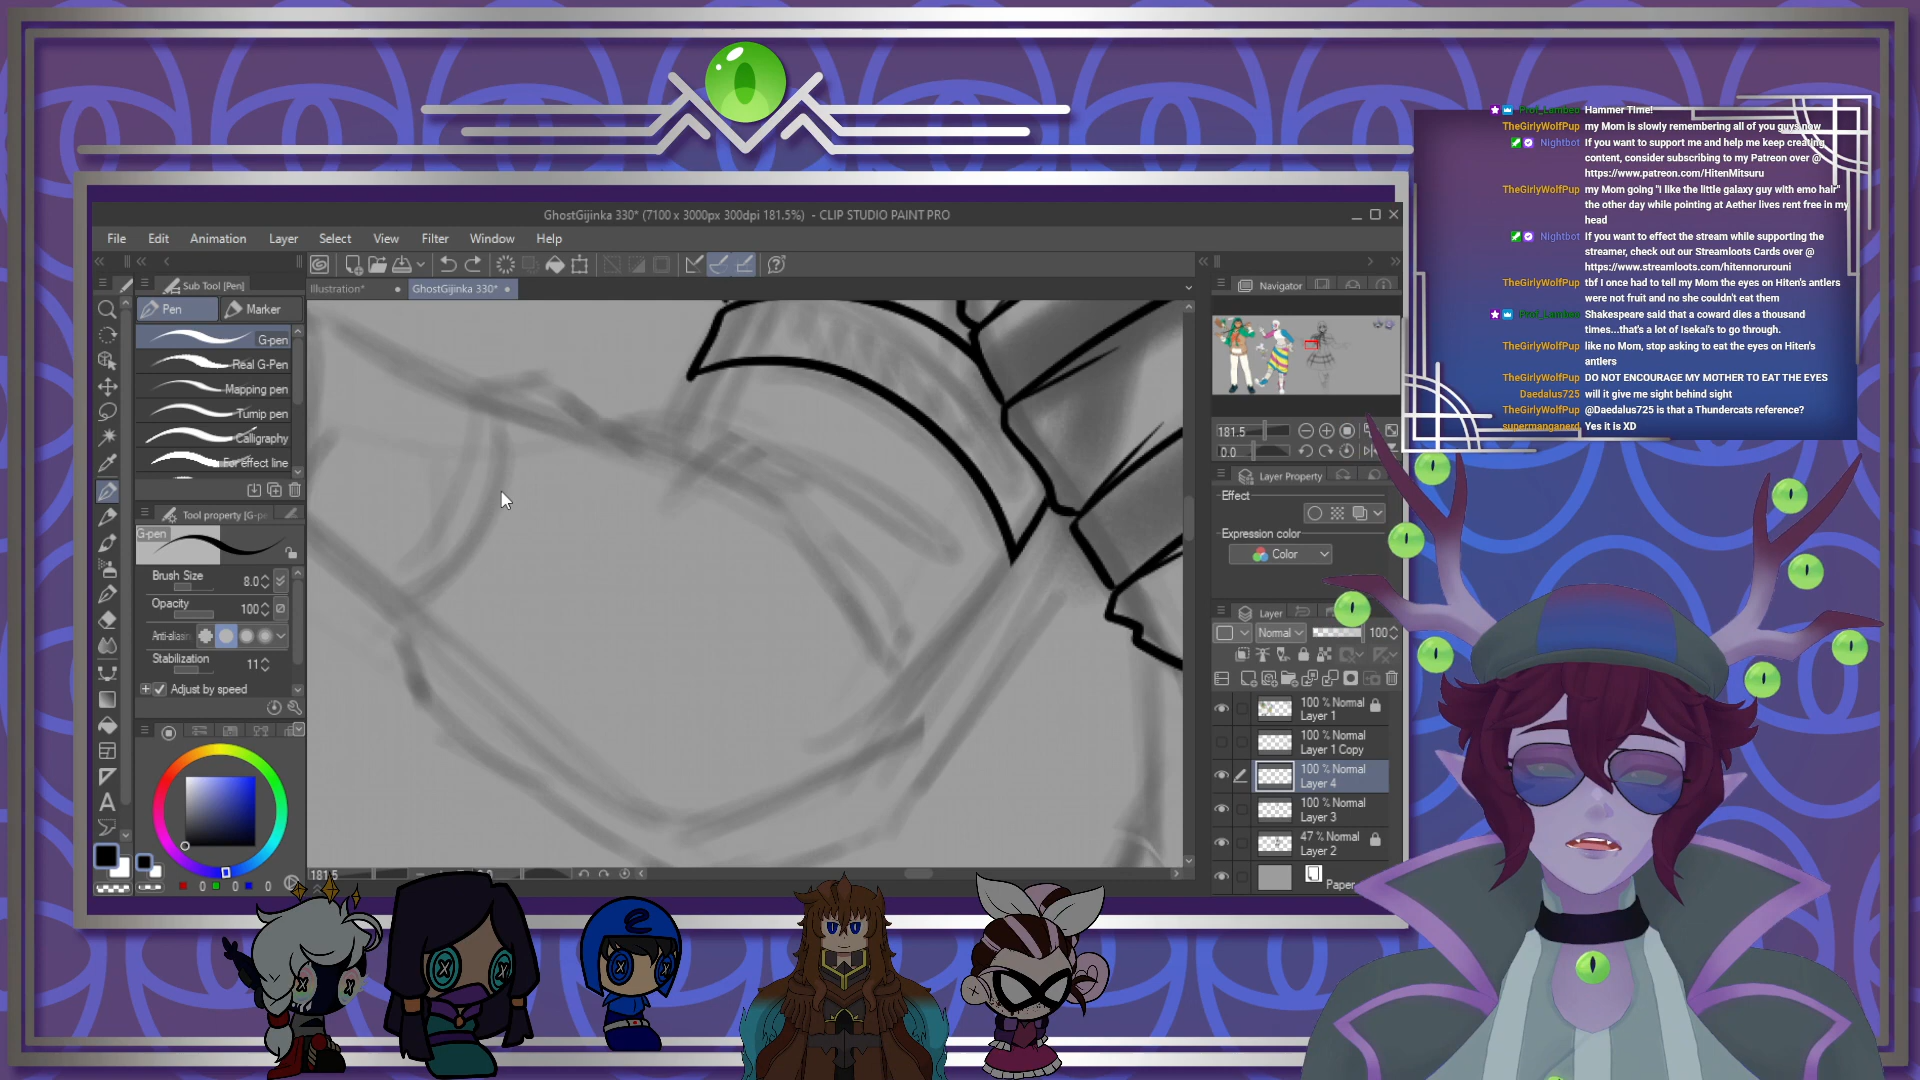 GhostGijinka 330* (7100 x 3000px 300dpi 181.5%) - CLIP STUDIO PAINT PRO
File Edit Animation Layer Select View Filter Window Help
Sub Tool [Pen]
Illustration*
GhostGijinka 330*
Pen
Marker
G-pen
Real G-Pen
Mapping pen
Turnip pen
Calligraphy
For effect line
Tool property [G-pe
G-pen
Brush Size 8.0
Opacity 100
Anti-aliasin
Stabilization 11
Adjust by speed
0 0 0
181.5
Navigator
181.5
0.0
Layer Property
Effect
Expression color
Color
Layer
Normal 100
100 % Normal
Layer 1
100 % Normal
Layer 1 Copy
100 % Normal
Layer 4
100 % Normal
Layer 3
47 % Normal
Layer 2
Paper
Prof_Lambeo Hammer Time!
TheGirlyWolfPup my Mom is slowly remembering all of you guys now
Nightbot If you want to support me and help me keep creating
content, consider subscribing to my Patreon over @
https://www.patreon.com/HitenMitsuru
TheGirlyWolfPup my Mom going "I like the little galaxy guy with emo hair"
the other day while pointing at Aether lives rent free in my
head
Nightbot If you want to effect the stream while supporting the
streamer, check out our Streamloots Cards over @
https://www.streamloots.com/hitennorurouni
TheGirlyWolfPup tbf I once had to tell my Mom the eyes on Hiten's antlers
were not fruit and no she couldn't eat them
Prof_Lambeo Shakespeare said that a coward dies a thousand
times...that's a lot of Isekai's to go through.
TheGirlyWolfPup like no Mom, stop asking to eat the eyes on Hiten's
antlers
TheGirlyWolfPup DO NOT ENCOURAGE MY MOTHER TO EAT THE EYES
Daedalus725 will it give me sight behind sight
TheGirlyWolfPup @Daedalus725 is that a Thundercats reference?
supermanganerd Yes it is XD